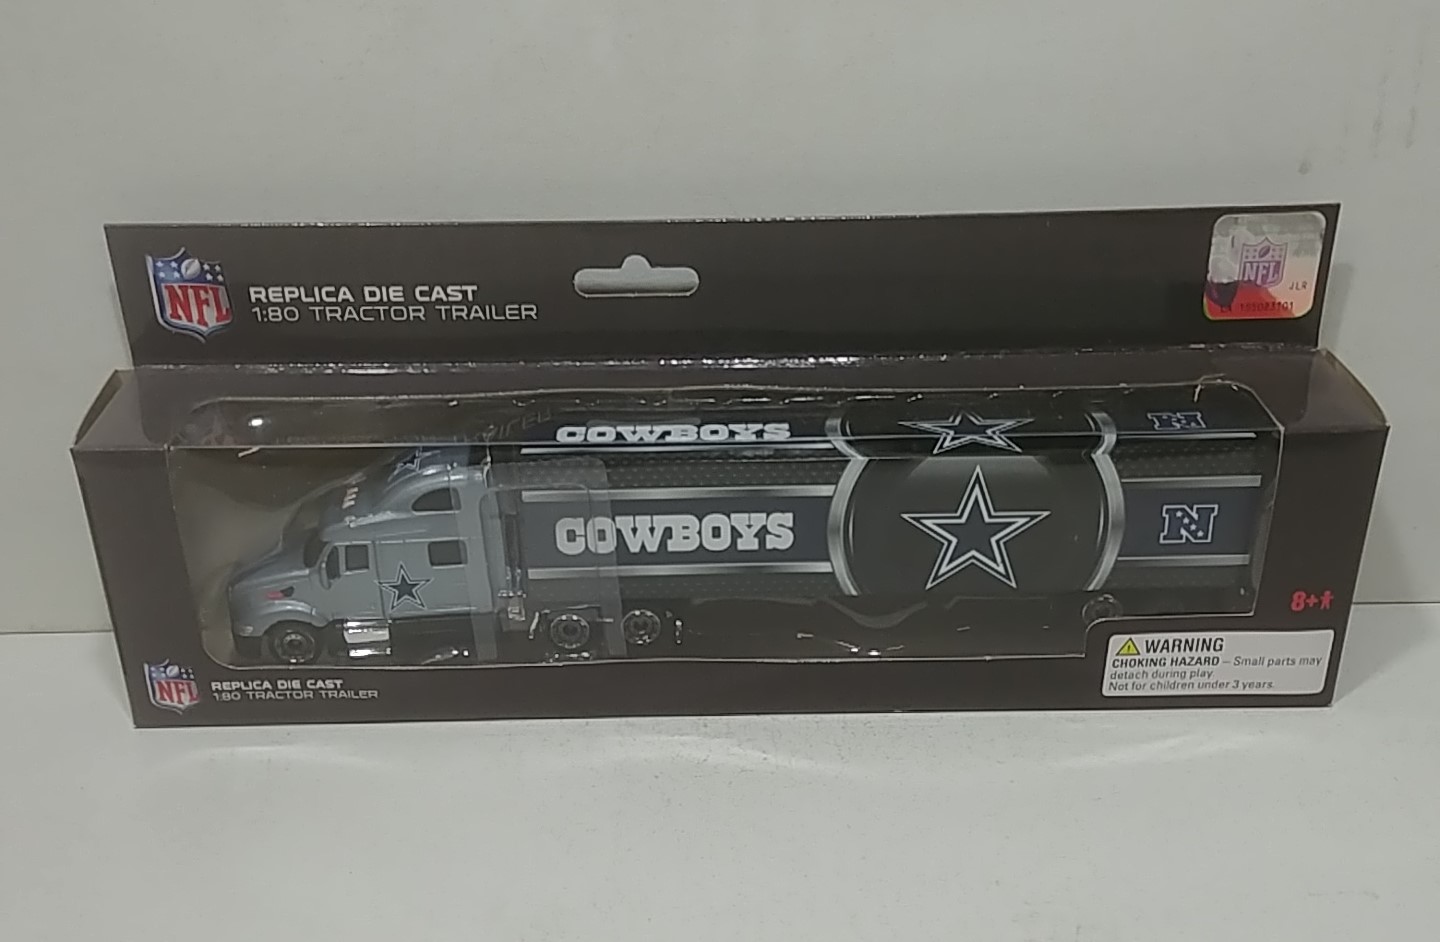 NFL
REPLICA DIE CAST
1:80 TRACTOR TRAILER
NFL
JLR
COWBOYS
N
COWBOYS
N
8+
NFL
REPLICA DIE CAST
1:80 TRACTOR TRAILER
WARNING
CHOKING HAZARD – Small parts may
detach during play.
Not for children under 3 years.